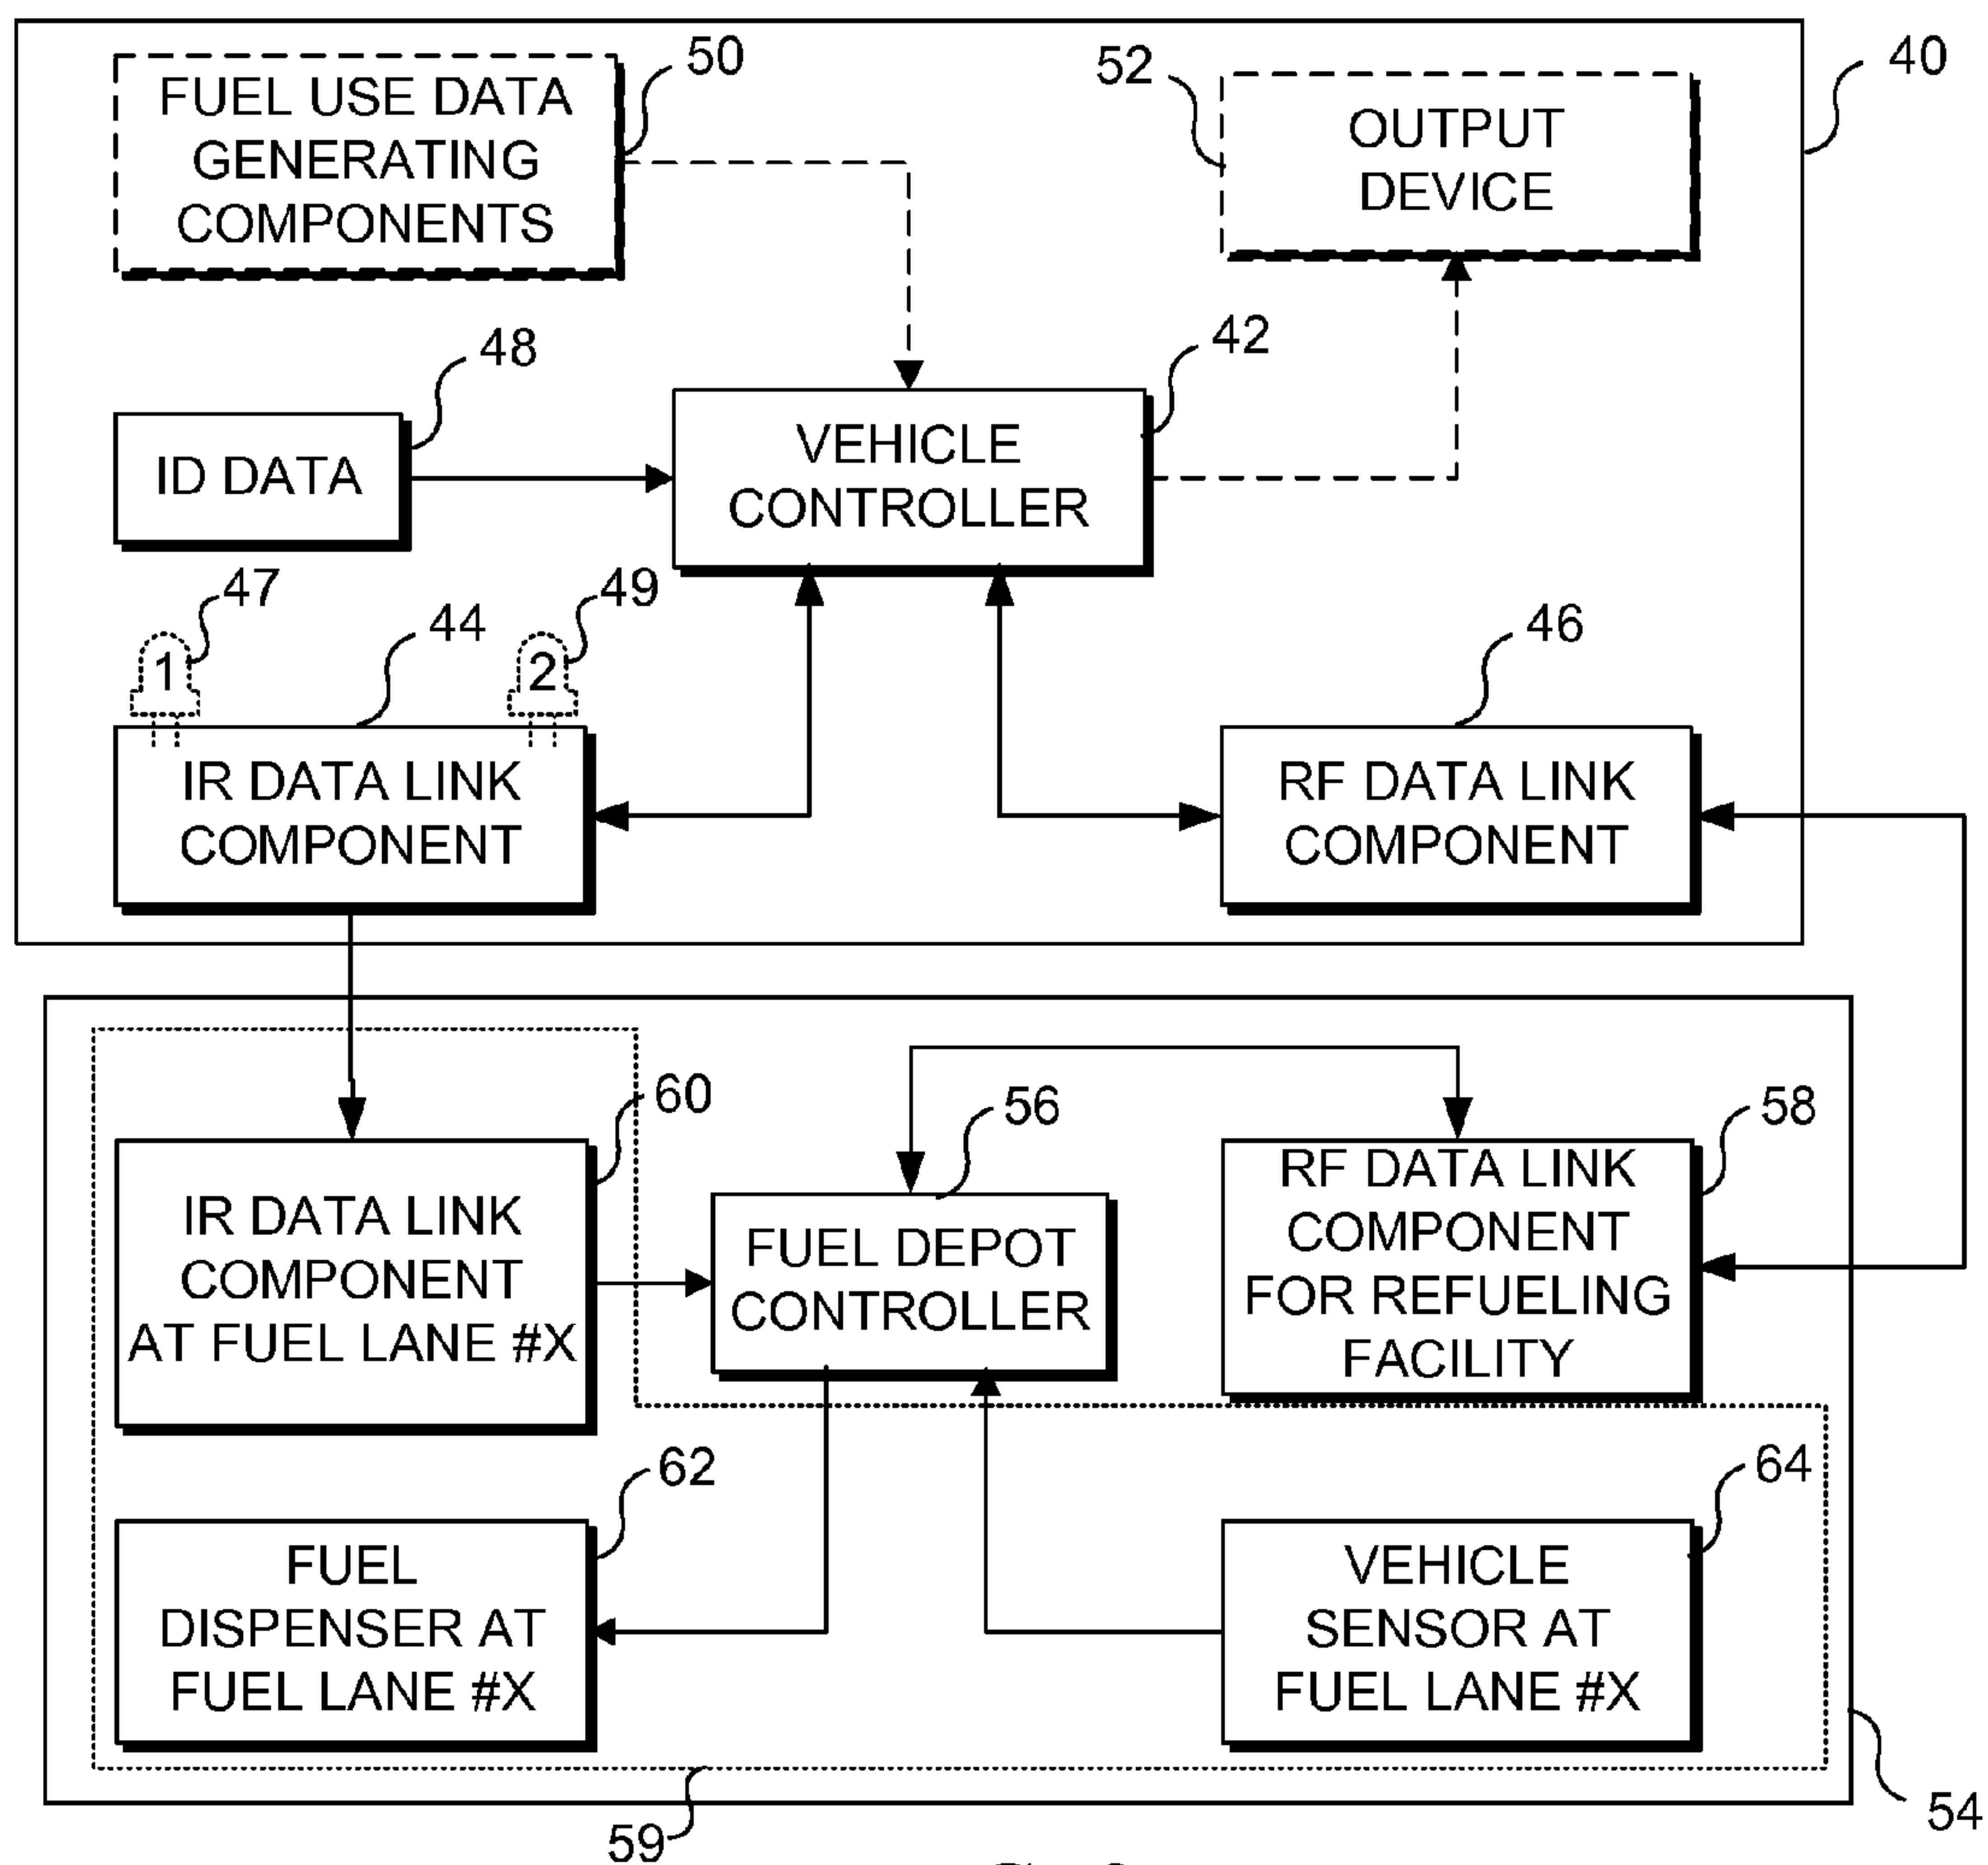 50
52
40
FUEL USE DATA
GENERATING
COMPONENTS
OUTPUT
DEVICE
48
42
ID DATA
VEHICLE
CONTROLLER
47
49
44
46
1
2
IR DATA LINK
COMPONENT
RF DATA LINK
COMPONENT
60
56
58
IR DATA LINK
COMPONENT
AT FUEL LANE #X
FUEL DEPOT
CONTROLLER
RF DATA LINK
COMPONENT
FOR REFUELING
FACILITY
62
64
FUEL
DISPENSER AT
FUEL LANE #X
VEHICLE
SENSOR AT
FUEL LANE #X
59
54